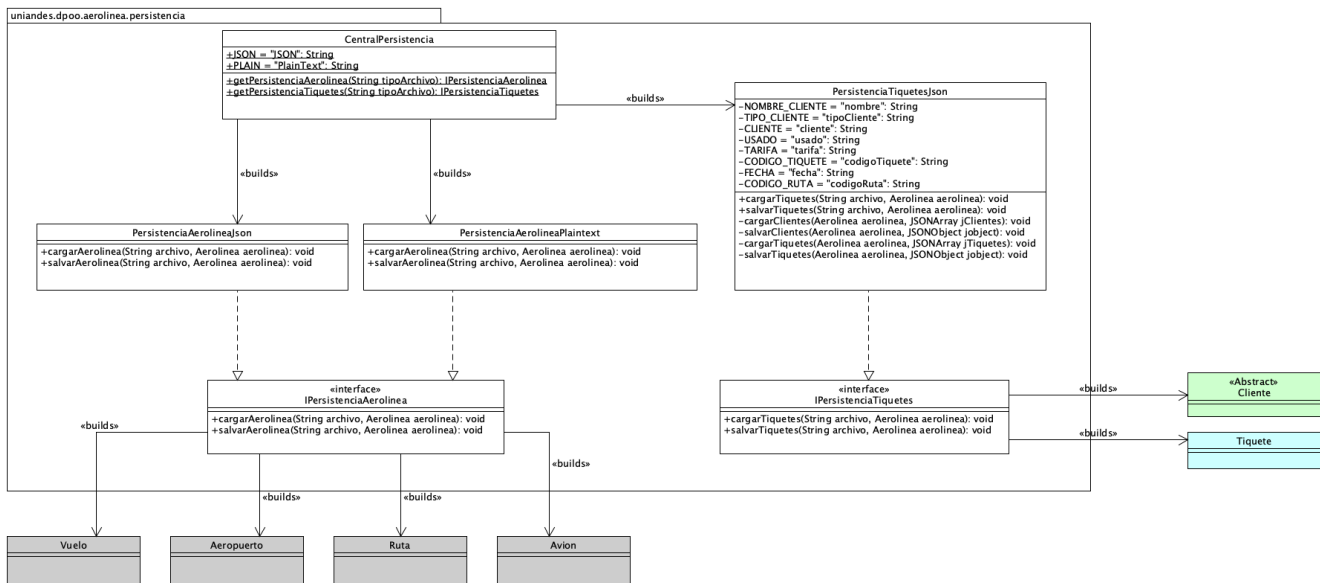 uniandes.dpoo.aerolinea.persistencia
CentralPersistencia
+JSON = "JSON": String
+PLAIN = "PlainText": String
+getPersistenciaAerolinea(String tipoArchivo): IPersistenciaAerolinea
+getPersistenciaTiquetes(String tipoArchivo): IPersistenciaTiquetes
«builds»
PersistenciaTiquetesJson
-NOMBRE_CLIENTE = "nombre": String
-TIPO_CLIENTE = "tipoCliente": String
-CLIENTE = "cliente": String
-USADO = "usado": String
-TARIFA = "tarifa": String
-CODIGO_TIQUETE = "codigoTiquete": String
-FECHA = "fecha": String
-CODIGO_RUTA = "codigoRuta": String
+cargarTiquetes(String archivo, Aerolinea aerolinea): void
+salvarTiquetes(String archivo, Aerolinea aerolinea): void
-cargarClientes(Aerolinea aerolinea, JSONArray jClientes): void
-salvarClientes(Aerolinea aerolinea, JSONObject jobject): void
-cargarTiquetes(Aerolinea aerolinea, JSONArray jTiquetes): void
-salvarTiquetes(Aerolinea aerolinea, JSONObject jobject): void
«builds»
«builds»
PersistenciaAerolineaJson
+cargarAerolinea(String archivo, Aerolinea aerolinea): void
+salvarAerolinea(String archivo, Aerolinea aerolinea): void
PersistenciaAerolineaPlaintext
+cargarAerolinea(String archivo, Aerolinea aerolinea): void
+salvarAerolinea(String archivo, Aerolinea aerolinea): void
«interface»
IPersistenciaAerolinea
+cargarAerolinea(String archivo, Aerolinea aerolinea): void
+salvarAerolinea(String archivo, Aerolinea aerolinea): void
«interface»
IPersistenciaTiquetes
+cargarTiquetes(String archivo, Aerolinea aerolinea): void
+salvarTiquetes(String archivo, Aerolinea aerolinea): void
«builds»
«Abstract»
Cliente
«builds»
Tiquete
«builds»
«builds»
«builds»
«builds»
Vuelo
Aeropuerto
Ruta
Avion